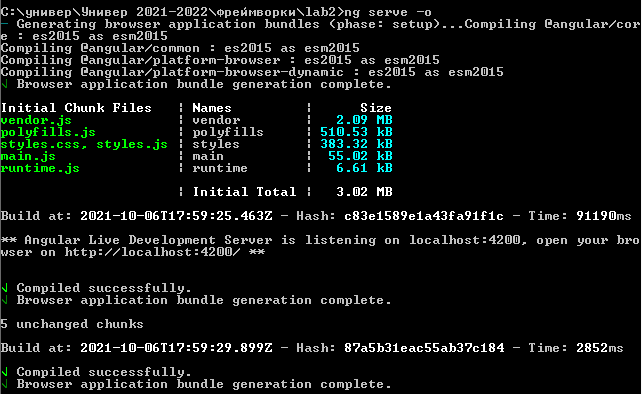 C:\универ\Универ 2021-2022\фреймворки\lab2>ng serve -o
- Generating browser application bundles (phase: setup)...Compiling @angular/cor
e : es2015 as esm2015
Compiling @angular/common : es2015 as esm2015
Compiling @angular/platform-browser : es2015 as esm2015
Compiling @angular/platform-browser-dynamic : es2015 as esm2015
√ Browser application bundle generation complete.
Initial Chunk Files | Names | Size
vendor.js | vendor | 2.09 MB
polyfills.js | polyfills | 510.53 kB
styles.css, styles.js | styles | 383.32 kB
main.js | main | 55.02 kB
runtime.js | runtime | 6.61 kB
| Initial Total | 3.02 MB
Build at: 2021-10-06T17:59:25.463Z - Hash: c83e1589e1a43fa91f1c - Time: 91190ms
** Angular Live Development Server is listening on localhost:4200, open your bro
wser on http://localhost:4200/ **
√ Compiled successfully.
√ Browser application bundle generation complete.
5 unchanged chunks
Build at: 2021-10-06T17:59:29.899Z - Hash: 87a5b31eac55ab37c184 - Time: 2852ms
√ Compiled successfully.
√ Browser application bundle generation complete.